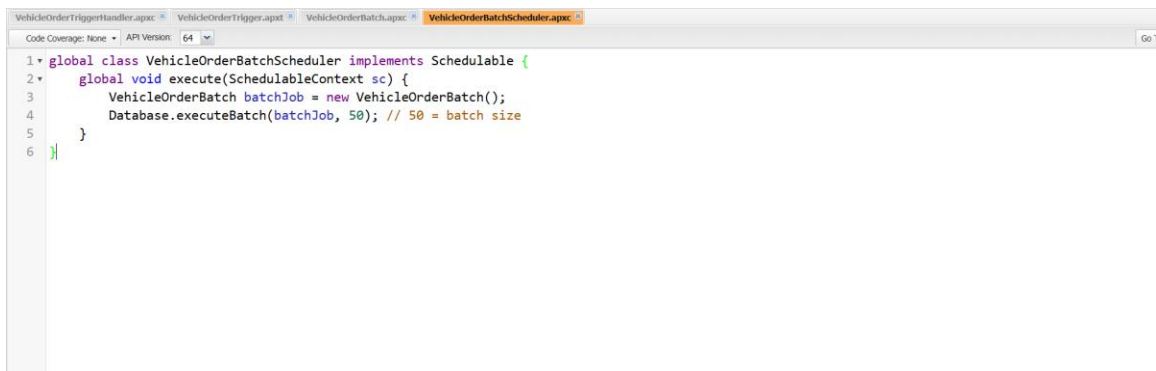 VehicleOrderTriggerHandler.apxc VehicleOrderTrigger.apxt VehicleOrderBatch.apxc VehicleOrderBatchScheduler.apxc
Code Coverage: None API Version: 64 Go T
1 global class VehicleOrderBatchScheduler implements Schedulable {
2 global void execute(SchedulableContext sc) {
3 VehicleOrderBatch batchJob = new VehicleOrderBatch();
4 Database.executeBatch(batchJob, 50); // 50 = batch size
5 }
6 }